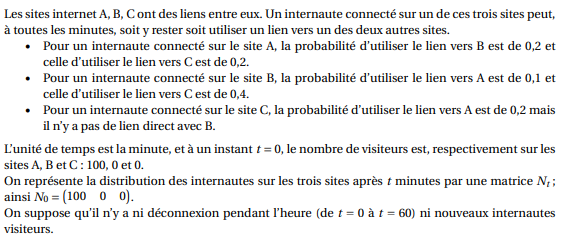 Les sites internet A, B, C ont des liens entre eux. Un internaute connecté sur un de ces trois sites peut,
à toutes les minutes, soit y rester soit utiliser un lien vers un des deux autres sites.
• Pour un internaute connecté sur le site A, la probabilité d'utiliser le lien vers B est de 0,2 et
celle d'utiliser le lien vers C est de 0,2.
• Pour un internaute connecté sur le site B, la probabilité d'utiliser le lien vers A est de 0,1 et
celle d'utiliser le lien vers C est de 0,4.
• Pour un internaute connecté sur le site C, la probabilité d'utiliser le lien vers A est de 0,2 mais
il n'y a pas de lien direct avec B.
L'unité de temps est la minute, et à un instant t = 0, le nombre de visiteurs est, respectivement sur les
sites A, B et C : 100, 0 et 0.
On représente la distribution des internautes sur les trois sites après t minutes par une matrice Nₜ ;
ainsi N₀ = (100 0 0).
On suppose qu'il n'y a ni déconnexion pendant l'heure (de t = 0 à t = 60) ni nouveaux internautes
visiteurs.